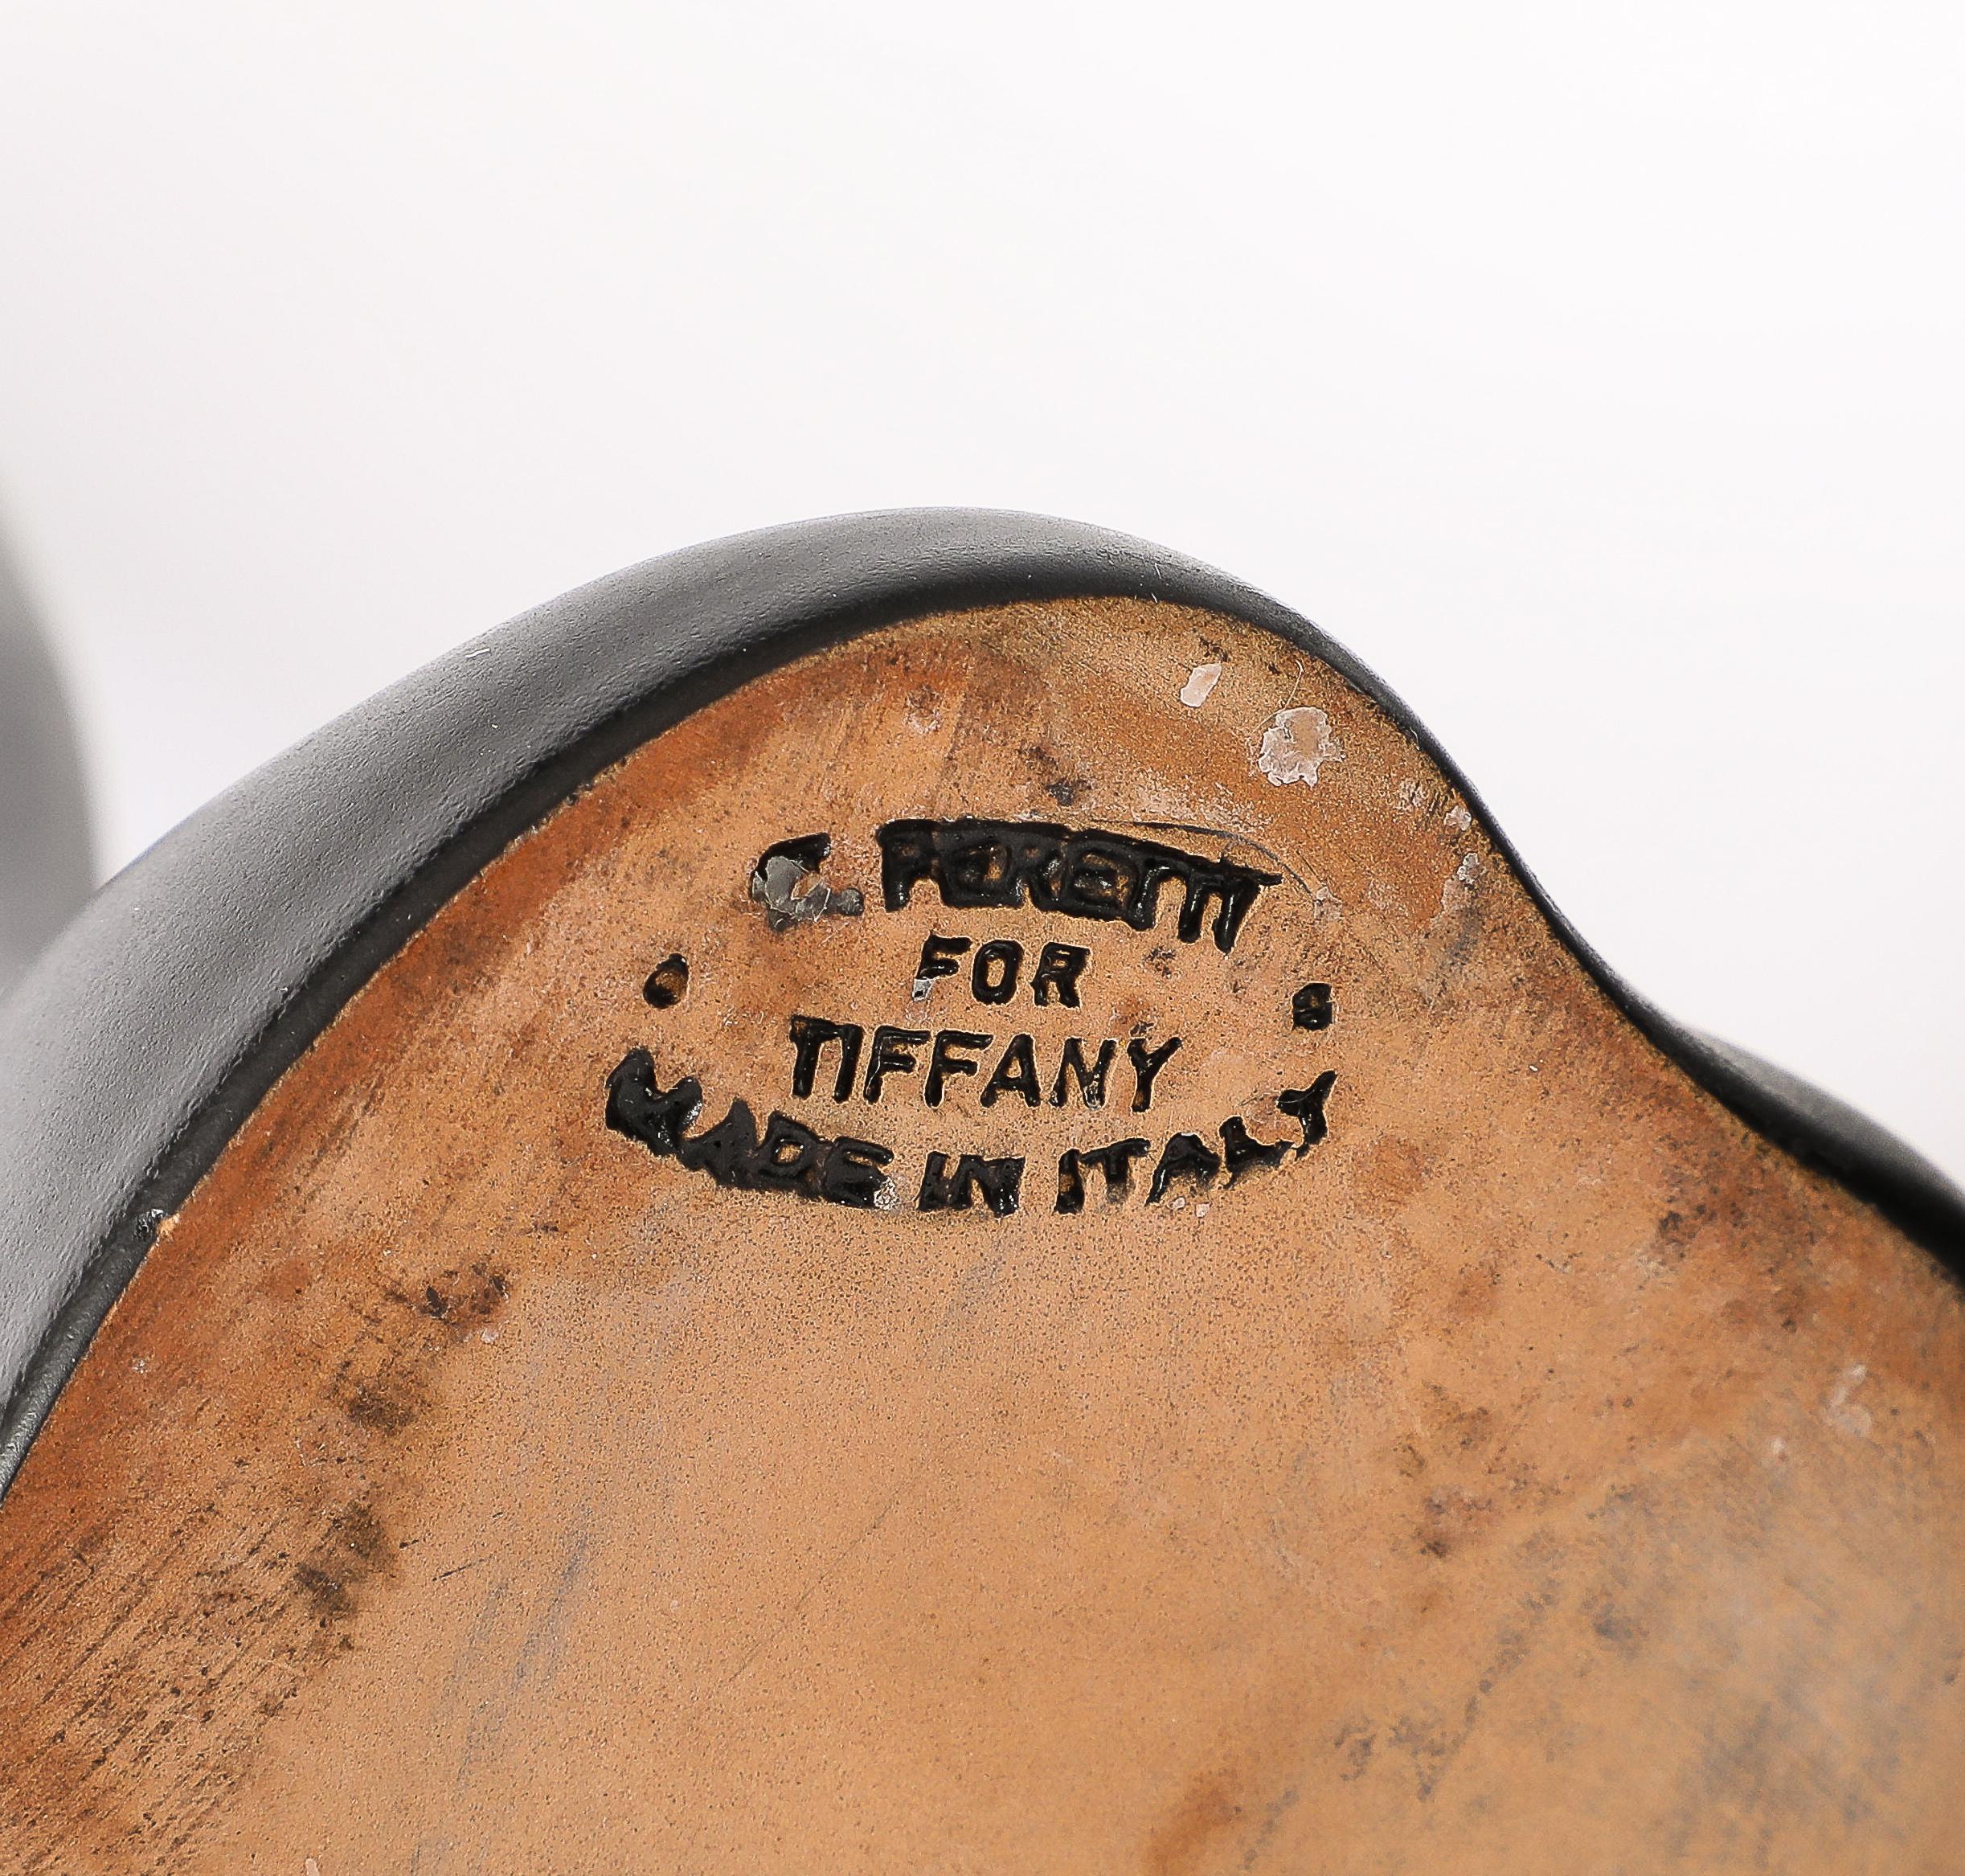 E. PERETTI
FOR
TIFFANY
MADE IN ITALY